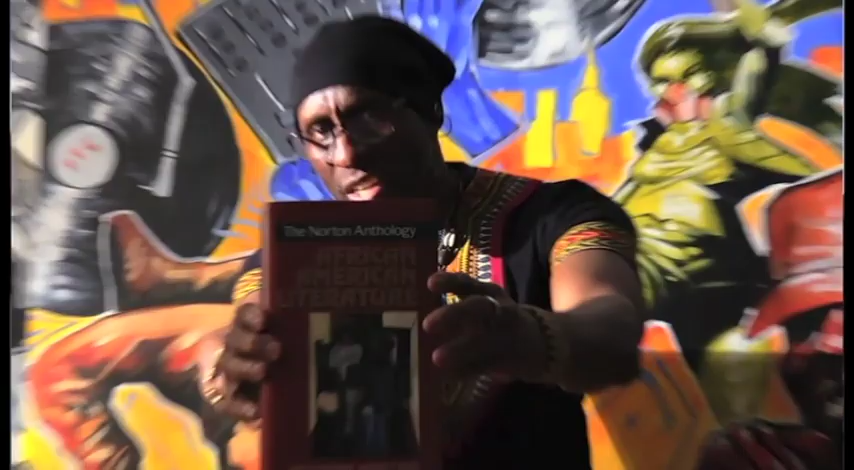 The Norton Anthology
AFRICAN
AMERICAN
LITERATURE